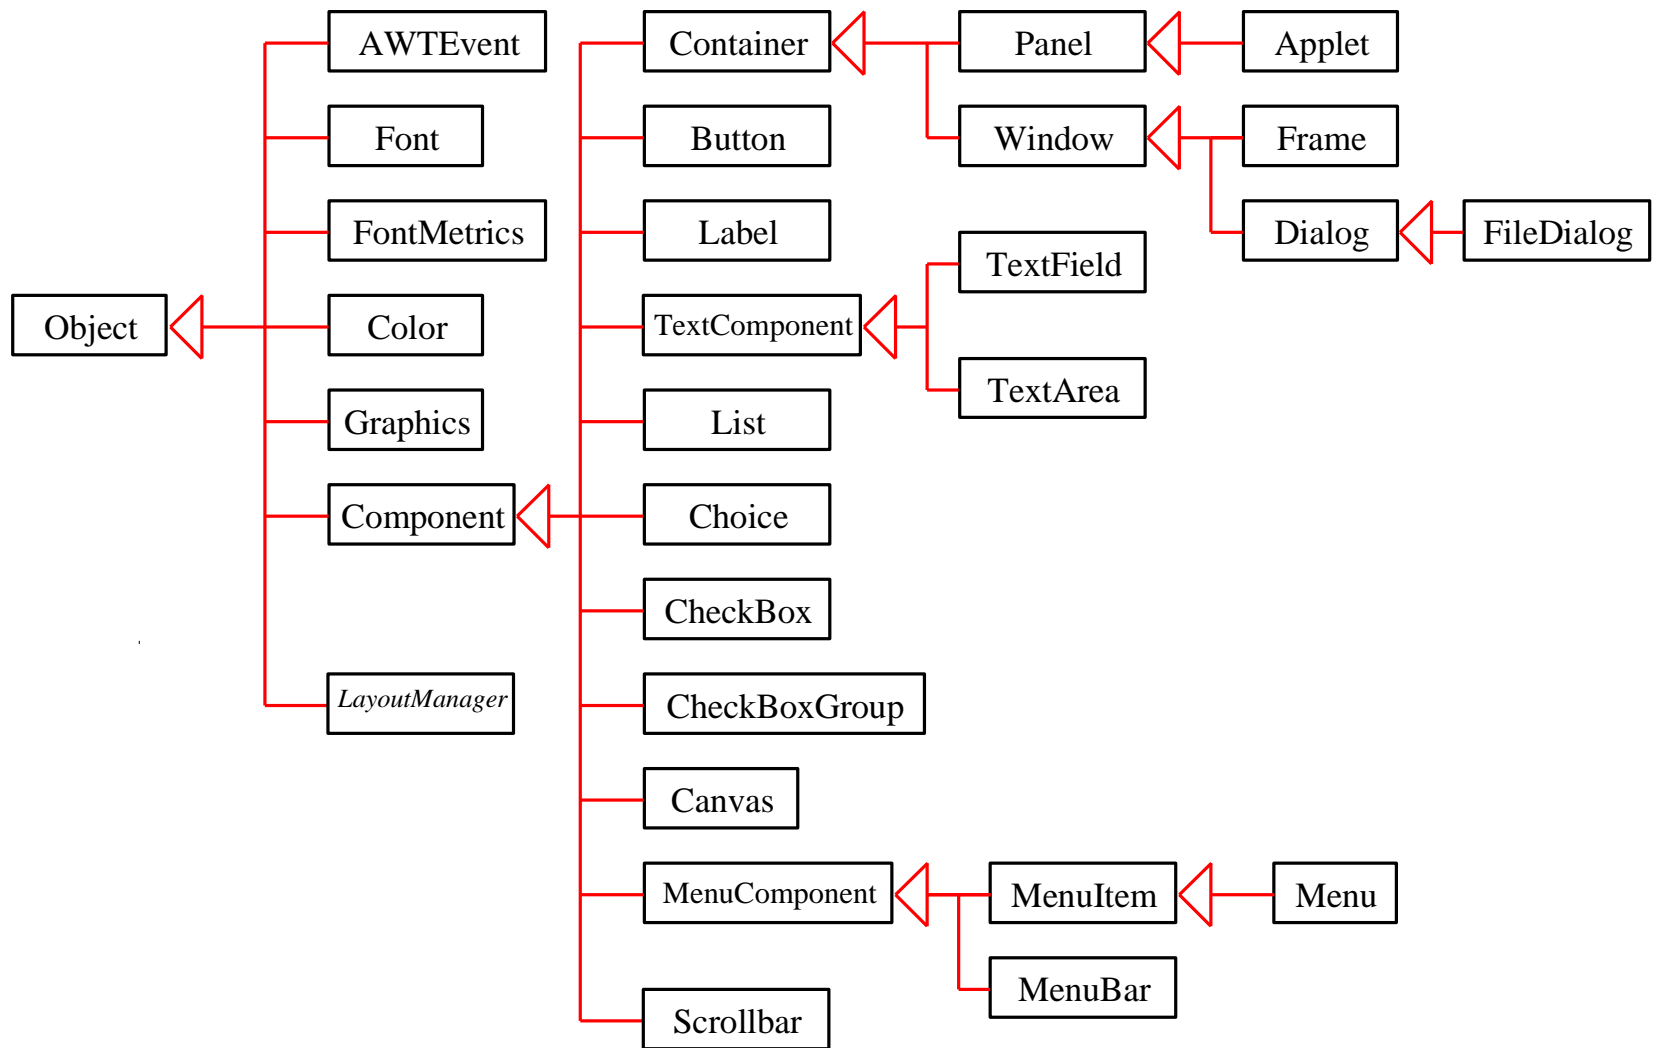 AWTEvent
Container
Panel
Applet
Font
Button
Window
Frame
FontMetrics
Label
Dialog
FileDialog
TextField
Object
Color
TextComponent
TextArea
Graphics
List
Component
Choice
CheckBox
LayoutManager
CheckBoxGroup
Canvas
MenuComponent
MenuItem
Menu
MenuBar
Scrollbar